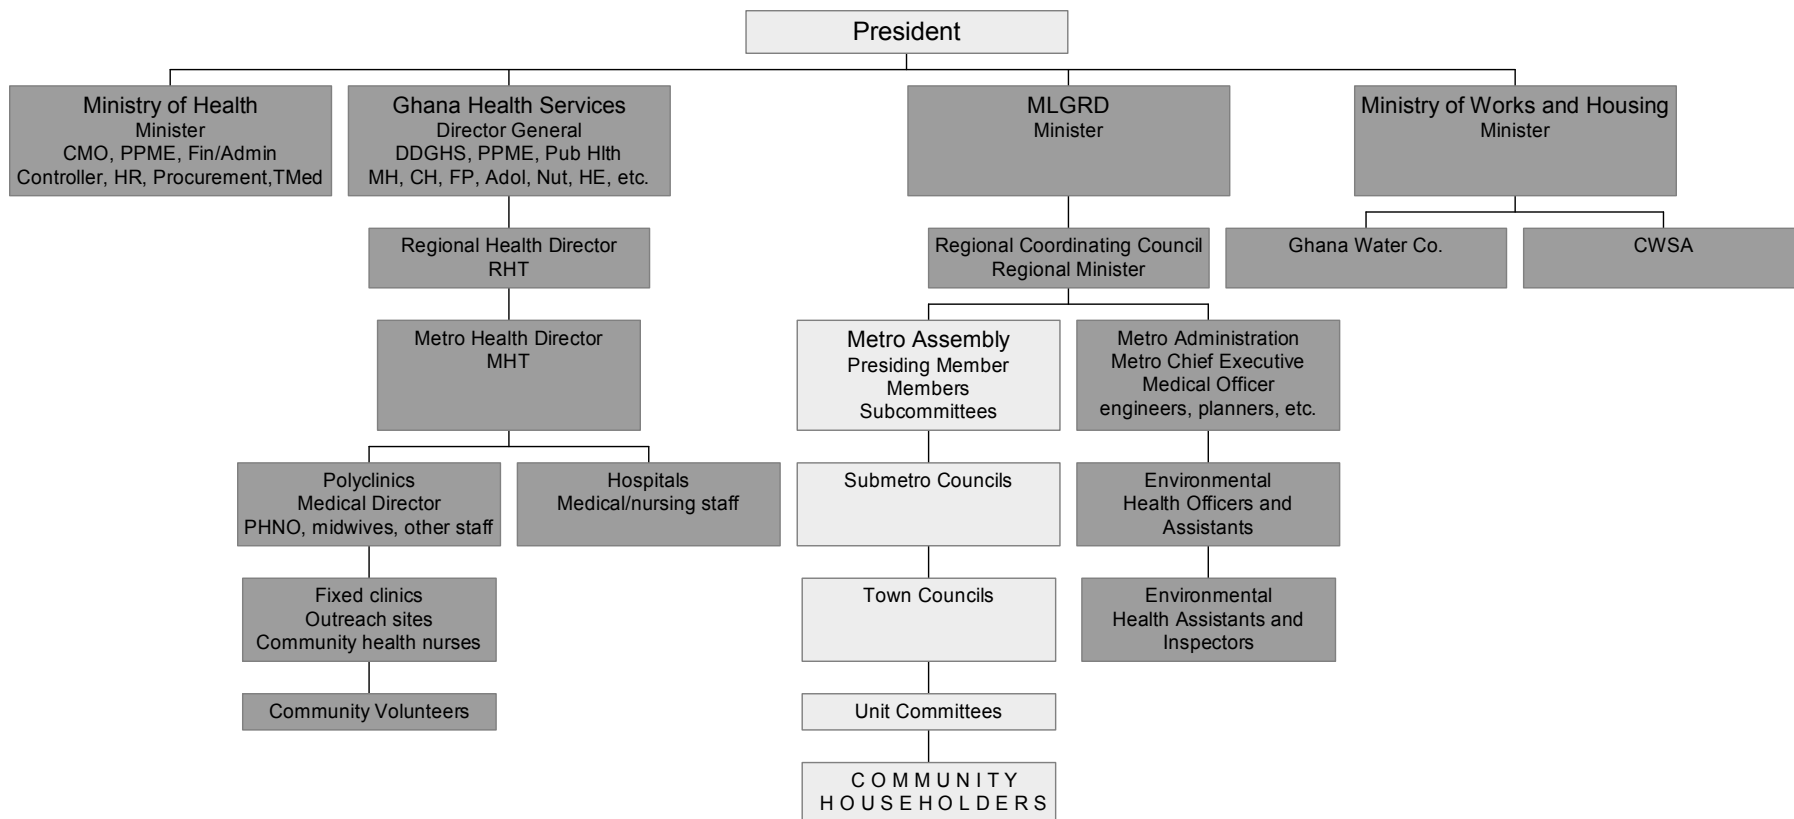 President
Ministry of Health
Minister
CMO, PPME, Fin/Admin
Controller, HR, Procurement,TMed
Ghana Health Services
Director General
DDGHS, PPME, Pub Hlth
MH, CH, FP, Adol, Nut, HE, etc.
MLGRD
Minister
Ministry of Works and Housing
Minister
Regional Health Director
RHT
Regional Coordinating Council
Regional Minister
Ghana Water Co.
CWSA
Metro Health Director
MHT
Metro Assembly
Presiding Member
Members
Subcommittees
Metro Administration
Metro Chief Executive
Medical Officer
engineers, planners, etc.
Polyclinics
Medical Director
PHNO, midwives, other staff
Hospitals
Medical/nursing staff
Submetro Councils
Environmental
Health Officers and
Assistants
Fixed clinics
Outreach sites
Community health nurses
Town Councils
Environmental
Health Assistants and
Inspectors
Community Volunteers
Unit Committees
C O M M U N I T Y
H O U S E H O L D E R S